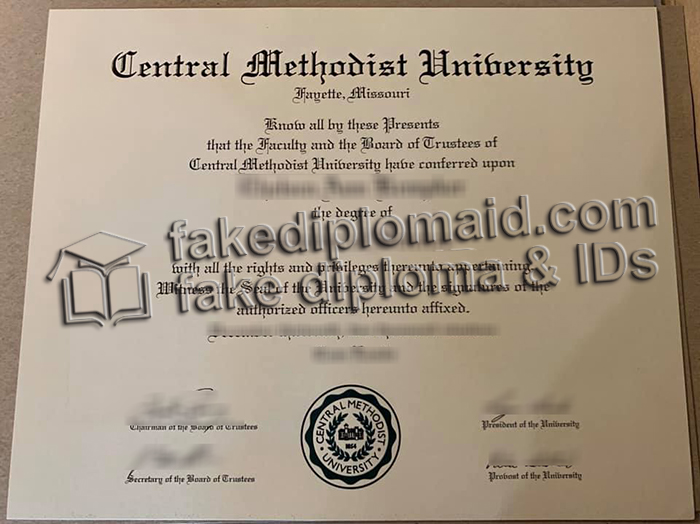 Central Methodist University
Fayette, Missouri
Know all by these Presents
that the Faculty and the Board of Trustees of
Central Methodist University have conferred upon
the degree of
fakediplomaid.com
with all the rights and privileges thereunto appertaining
fake diploma & IDs
Witness the Seal of the University and the signatures of the
authorized officers hereunto affixed.
Chairman of the Board of Trustees
President of the University
CENTRAL METHODIST
1854
UNIVERSITY
Secretary of the Board of Trustees
Provost of the University